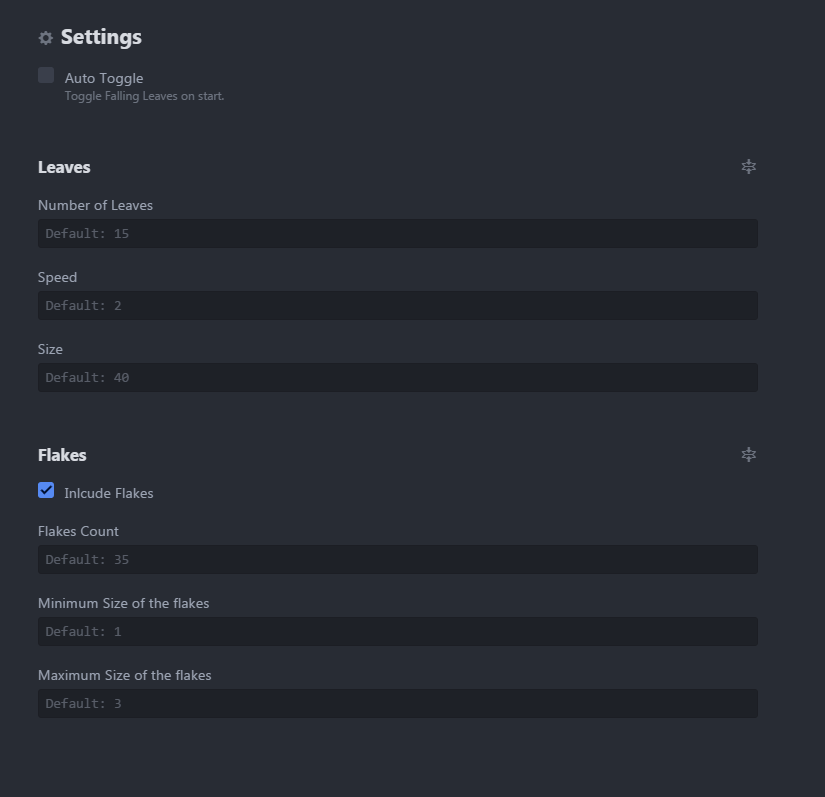 Settings
Auto Toggle
Toggle Falling Leaves on start.
Leaves
Number of Leaves
Default: 15
Speed
Default: 2
Size
Default: 40
Flakes
Inlcude Flakes
Flakes Count
Default: 35
Minimum Size of the flakes
Default: 1
Maximum Size of the flakes
Default: 3